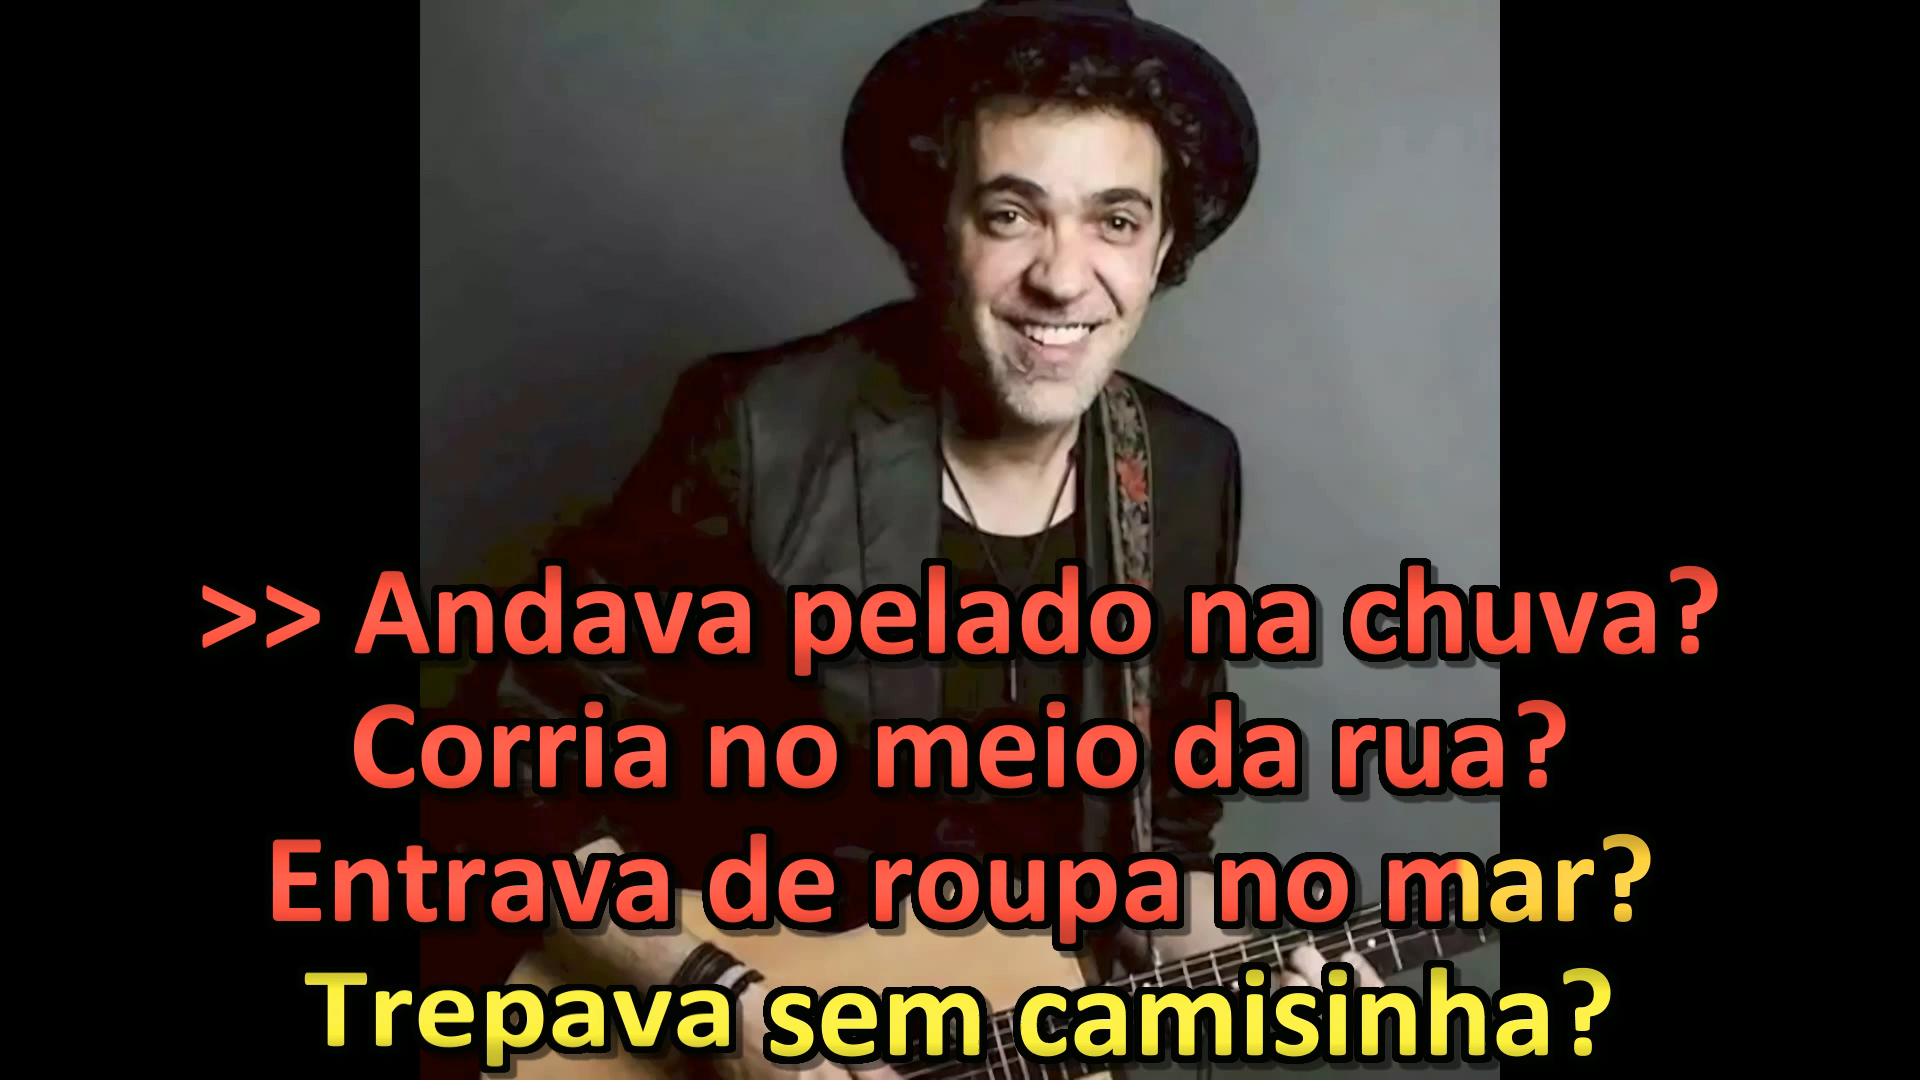 >> Andava pelado na chuva?
Corria no meio da rua?
Entrava de roupa no mar?
Trepava sem camisinha?